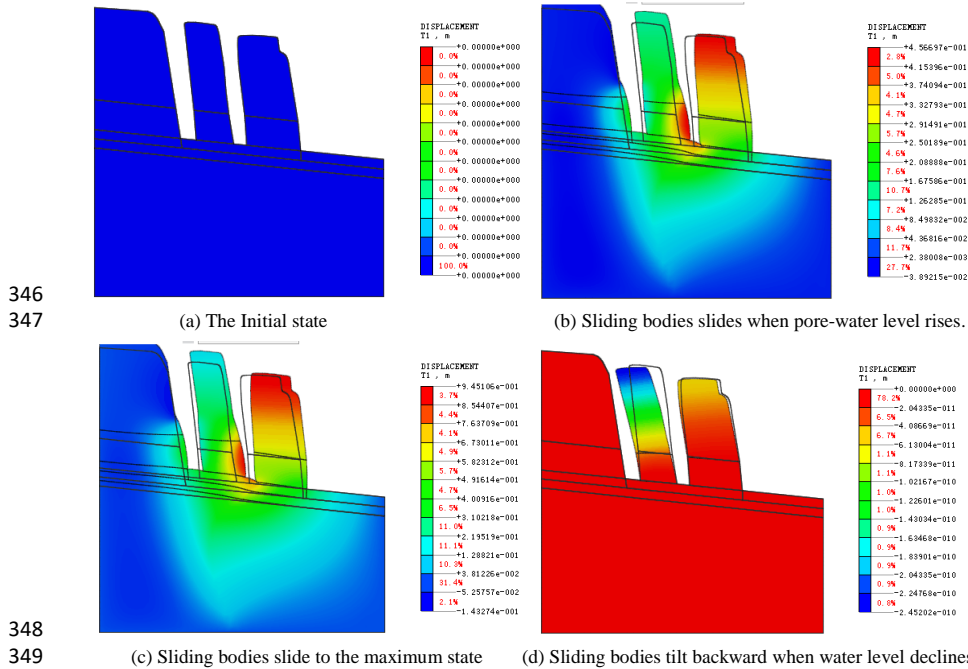 DISPLACEMENT
T1 , m
+0.00000e+000
0.0%
+0.00000e+000
0.0%
+0.00000e+000
0.0%
+0.00000e+000
0.0%
+0.00000e+000
0.0%
+0.00000e+000
0.0%
+0.00000e+000
0.0%
+0.00000e+000
0.0%
+0.00000e+000
0.0%
+0.00000e+000
0.0%
+0.00000e+000
0.0%
+0.00000e+000
100.0%
+0.00000e+000
DISPLACEMENT
T1 , m
+4.56697e-001
2.8%
+4.15396e-001
5.0%
+3.74094e-001
4.1%
+3.32793e-001
4.7%
+2.91491e-001
5.7%
+2.50189e-001
4.6%
+2.08888e-001
7.6%
+1.67586e-001
10.7%
+1.26285e-001
7.2%
+8.49832e-002
8.4%
+4.36816e-002
11.7%
+2.38008e-003
27.7%
-3.89215e-002
346
347 (a) The Initial state (b) Sliding bodies slides when pore-water level rises.
DISPLACEMENT
T1 , m
+9.45106e-001
3.7%
+8.54407e-001
4.4%
+7.63709e-001
4.1%
+6.73011e-001
4.9%
+5.82312e-001
5.7%
+4.91614e-001
4.7%
+4.00916e-001
6.5%
+3.10218e-001
11.0%
+2.19519e-001
11.1%
+1.28821e-001
10.3%
+3.81226e-002
31.4%
-5.25757e-002
2.1%
-1.43274e-001
DISPLACEMENT
T1 , m
+0.00000e+000
78.2%
-2.04335e-011
6.5%
-4.08669e-011
6.7%
-6.13004e-011
1.1%
-8.17339e-011
1.1%
-1.02167e-010
1.0%
-1.22601e-010
1.0%
-1.43034e-010
0.9%
-1.63468e-010
0.9%
-1.83901e-010
0.9%
-2.04335e-010
0.9%
-2.24768e-010
0.8%
-2.45202e-010
348
349 (c) Sliding bodies slide to the maximum state (d) Sliding bodies tilt backward when water level declines